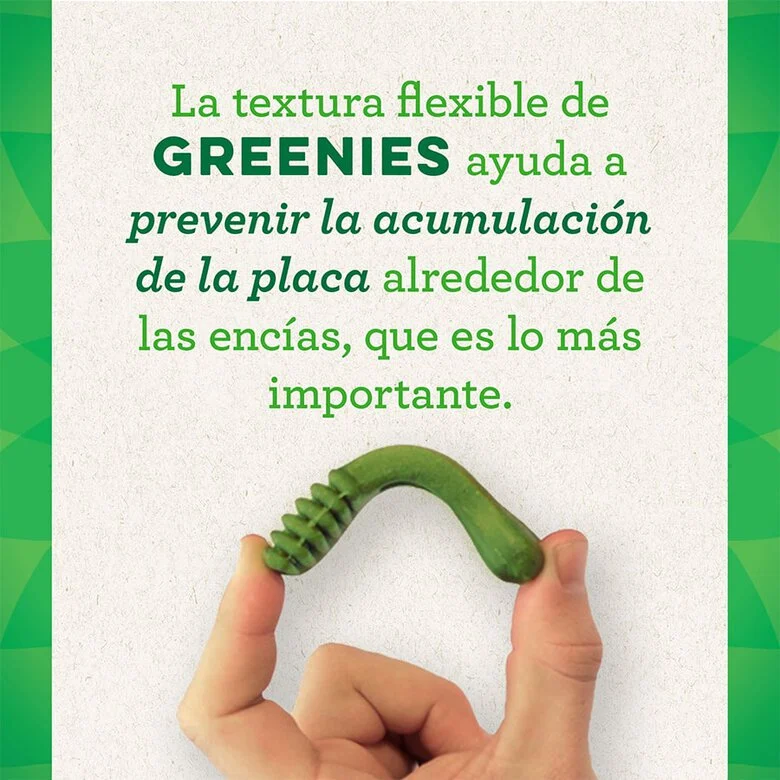 La textura flexible de
GREENIES ayuda a
prevenir la acumulación
de la placa alrededor de
las encías, que es lo más
importante.